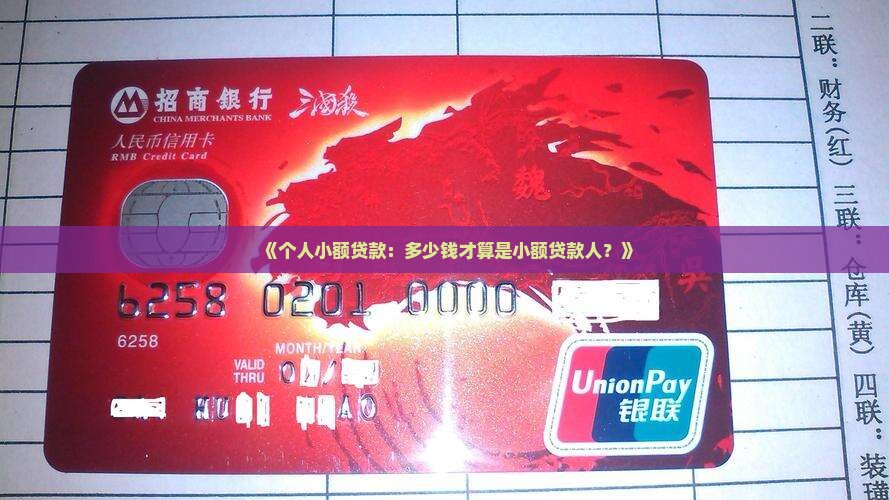 招商银行
CHINA MERCHANTS BANK
三国杀
人民币信用卡
RMB Credit Card
魏
吴
《个人小额贷款：多少钱才算是小额贷款人？》
6258 0201 0000
6258
MONTH/YEAR
VALID
THRU
UnionPay
银联
二联：财务(红)
三联：仓库(黄)
四联：装璜